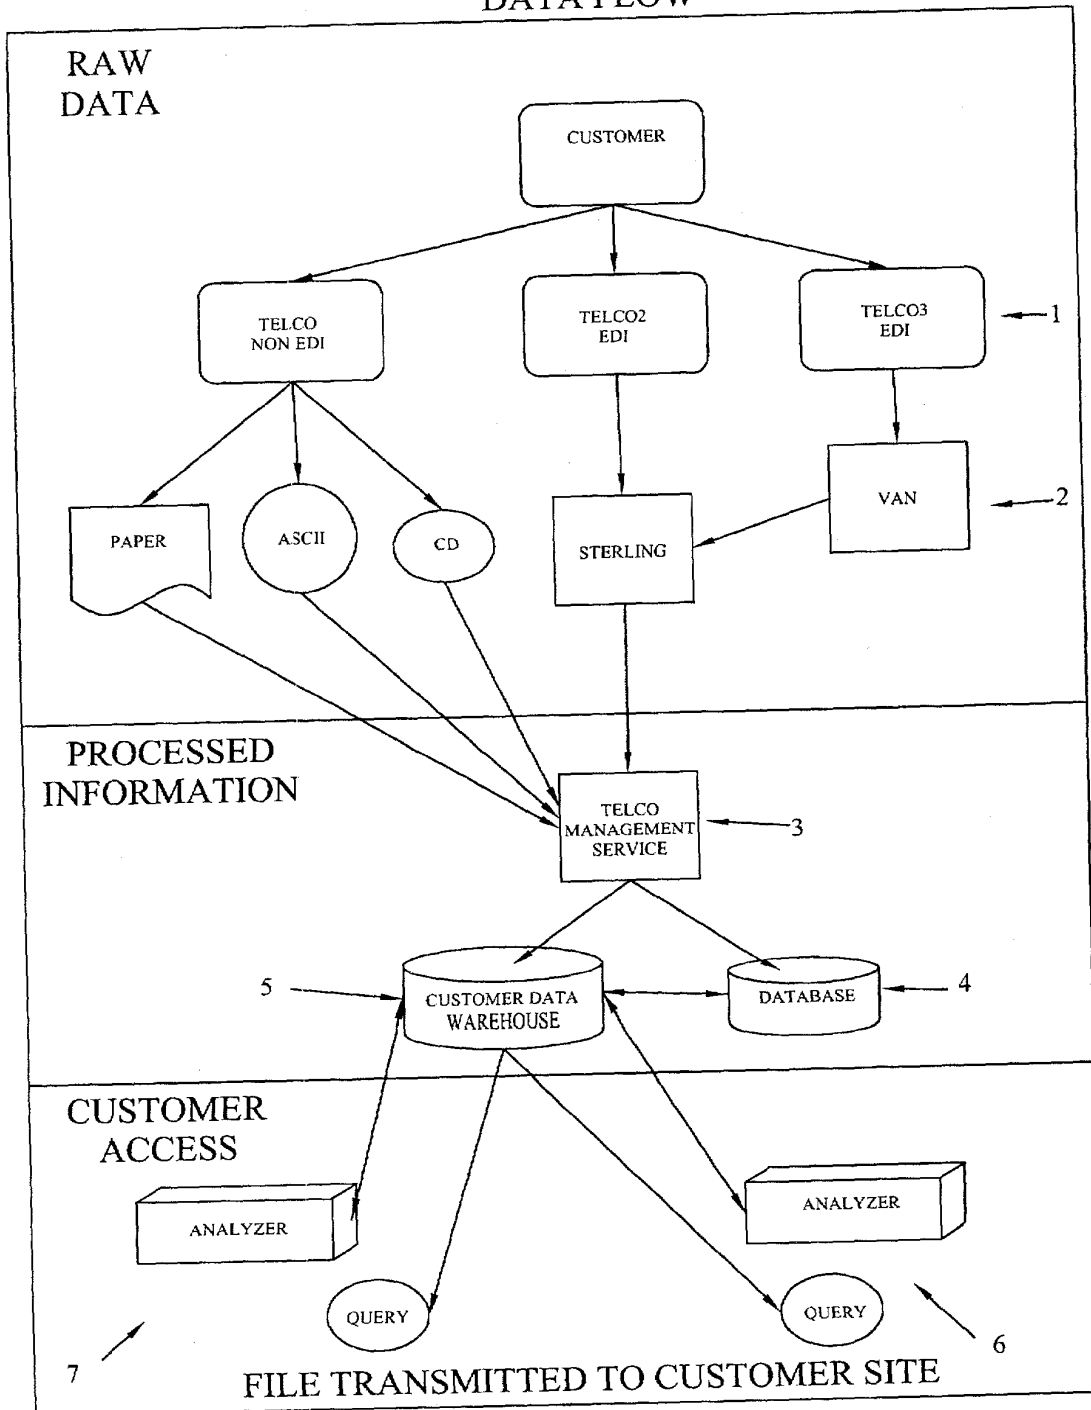 DATA FLOW
RAW
DATA
CUSTOMER
TELCO
NON EDI
TELCO2
EDI
TELCO3
EDI
1
PAPER
ASCII
CD
STERLING
VAN
2
PROCESSED
INFORMATION
TELCO
MANAGEMENT
SERVICE
3
5
CUSTOMER DATA
WAREHOUSE
DATABASE
4
CUSTOMER
ACCESS
ANALYZER
ANALYZER
QUERY
QUERY
7
6
FILE TRANSMITTED TO CUSTOMER SITE